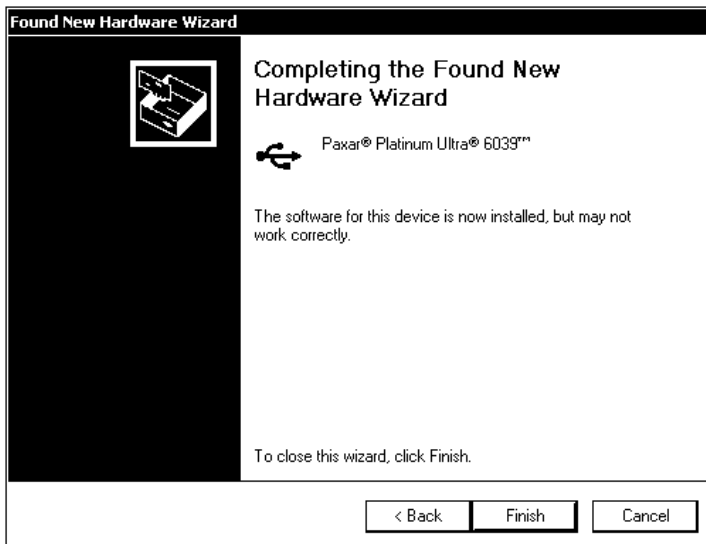 Found New Hardware Wizard
Completing the Found New
Hardware Wizard
Paxar® Platinum Ultra® 6039™
The software for this device is now installed, but may not
work correctly.
To close this wizard, click Finish.
< Back
Finish
Cancel